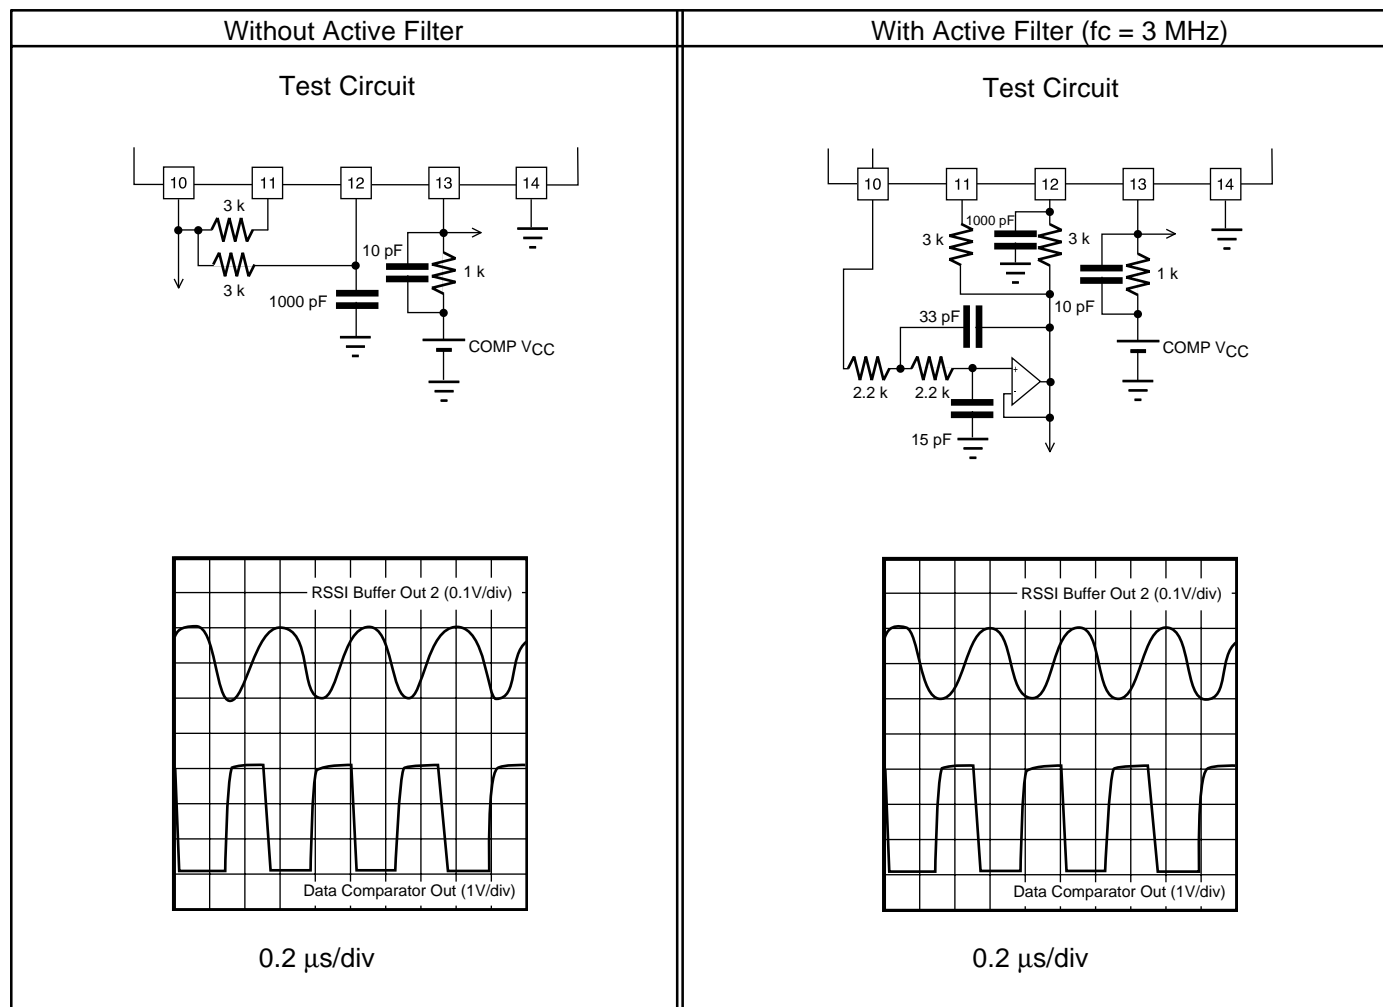 Without Active Filter
With Active Filter (fc = 3 MHz)
Test Circuit
10
11
12
13
14
3 k
3 k
10 pF
1 k
1000 pF
COMP VCC
RSSI Buffer Out 2 (0.1V/div)
Data Comparator Out (1V/div)
0.2 μs/div
Test Circuit
10
11
12
13
14
1000 pF
3 k
3 k
1 k
10 pF
33 pF
COMP VCC
2.2 k
2.2 k
+
-
15 pF
RSSI Buffer Out 2 (0.1V/div)
Data Comparator Out (1V/div)
0.2 μs/div